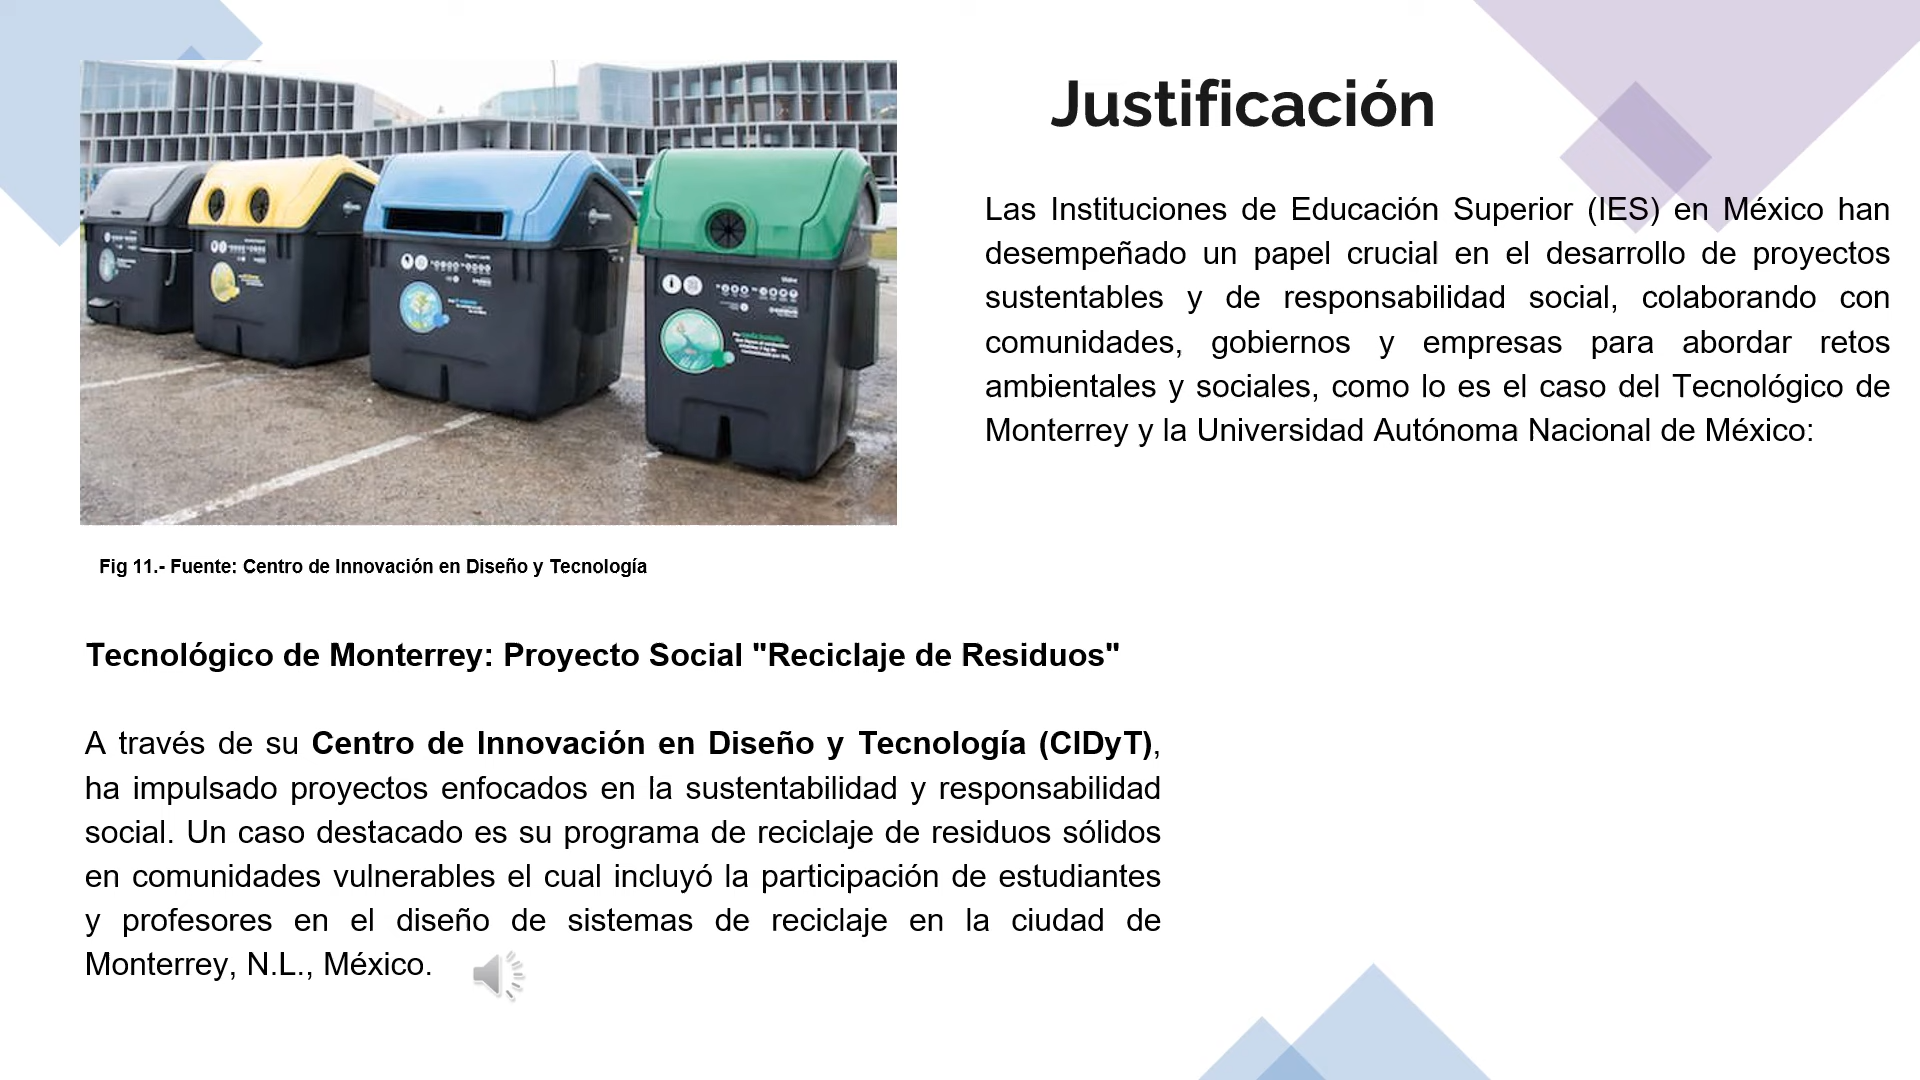 Justificación
Las Instituciones de Educación Superior (IES) en México han
desempeñado un papel crucial en el desarrollo de proyectos
sustentables y de responsabilidad social, colaborando con
comunidades, gobiernos y empresas para abordar retos
ambientales y sociales, como lo es el caso del Tecnológico de
Monterrey y la Universidad Autónoma Nacional de México:
Fig 11.- Fuente: Centro de Innovación en Diseño y Tecnología
Tecnológico de Monterrey: Proyecto Social "Reciclaje de Residuos"
A través de su Centro de Innovación en Diseño y Tecnología (CIDyT),
ha impulsado proyectos enfocados en la sustentabilidad y responsabilidad
social. Un caso destacado es su programa de reciclaje de residuos sólidos
en comunidades vulnerables el cual incluyó la participación de estudiantes
y profesores en el diseño de sistemas de reciclaje en la ciudad de
Monterrey, N.L., México.